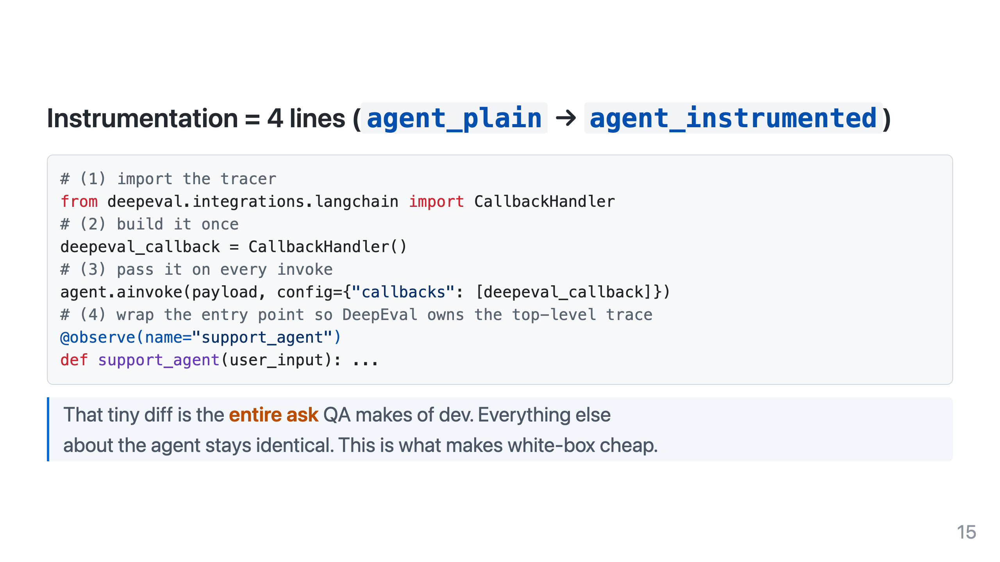 Instrumentation = 4 lines (agent_plain → agent_instrumented)
# (1) import the tracer
from deepeval.integrations.langchain import CallbackHandler
# (2) build it once
deepeval_callback = CallbackHandler()
# (3) pass it on every invoke
agent.ainvoke(payload, config={"callbacks": [deepeval_callback]})
# (4) wrap the entry point so DeepEval owns the top-level trace
@observe(name="support_agent")
def support_agent(user_input): ...
That tiny diff is the entire ask QA makes of dev. Everything else
about the agent stays identical. This is what makes white-box cheap.
15